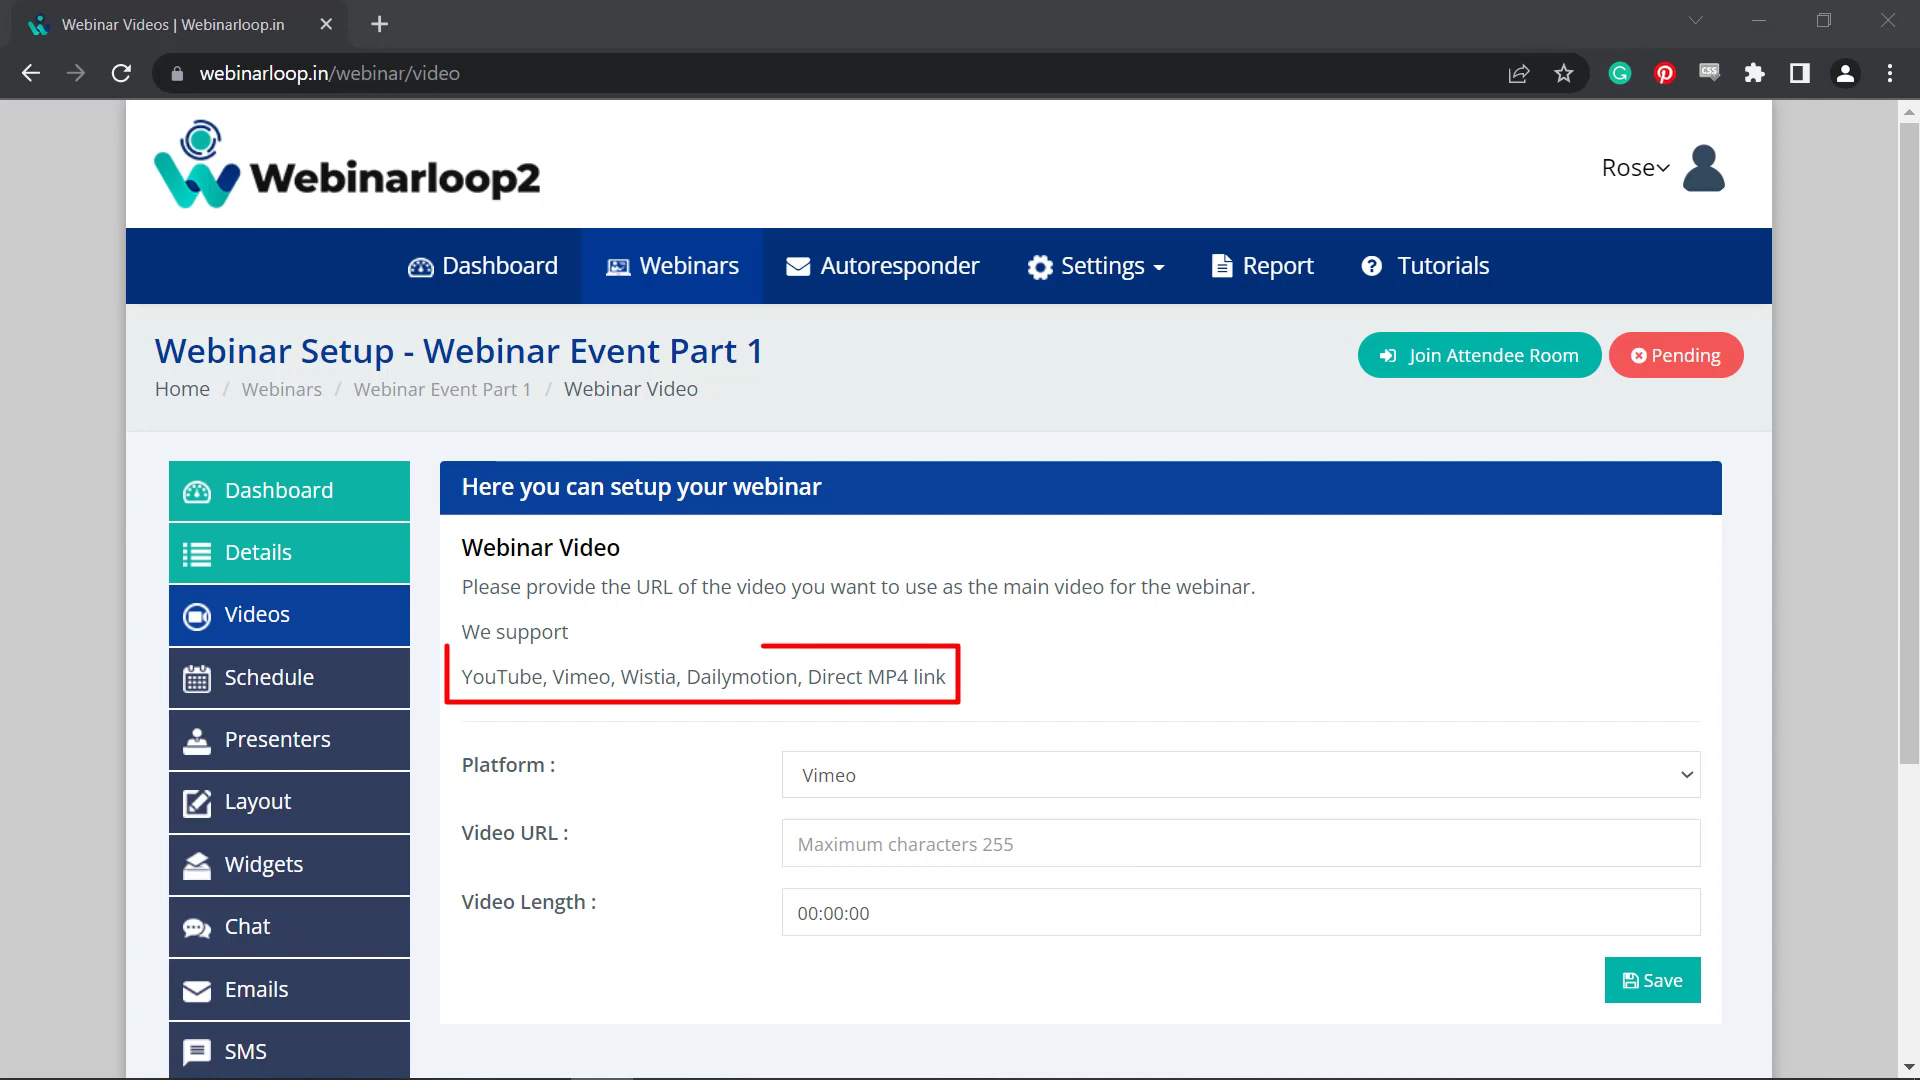 Webinar Videos | Webinarloop.in
webinarloop.in/webinar/video
CSS
Webinarloop2
Rose
Dashboard
Webinars
Autoresponder
Settings
Report
Tutorials
Webinar Setup - Webinar Event Part 1
Join Attendee Room
Pending
Home / Webinars / Webinar Event Part 1 / Webinar Video
Dashboard
Details
Videos
Schedule
Presenters
Layout
Widgets
Chat
Emails
SMS
Here you can setup your webinar
Webinar Video
Please provide the URL of the video you want to use as the main video for the webinar.
We support
YouTube, Vimeo, Wistia, Dailymotion, Direct MP4 link
Platform :
Vimeo
Video URL :
Maximum characters 255
Video Length :
00:00:00
Save